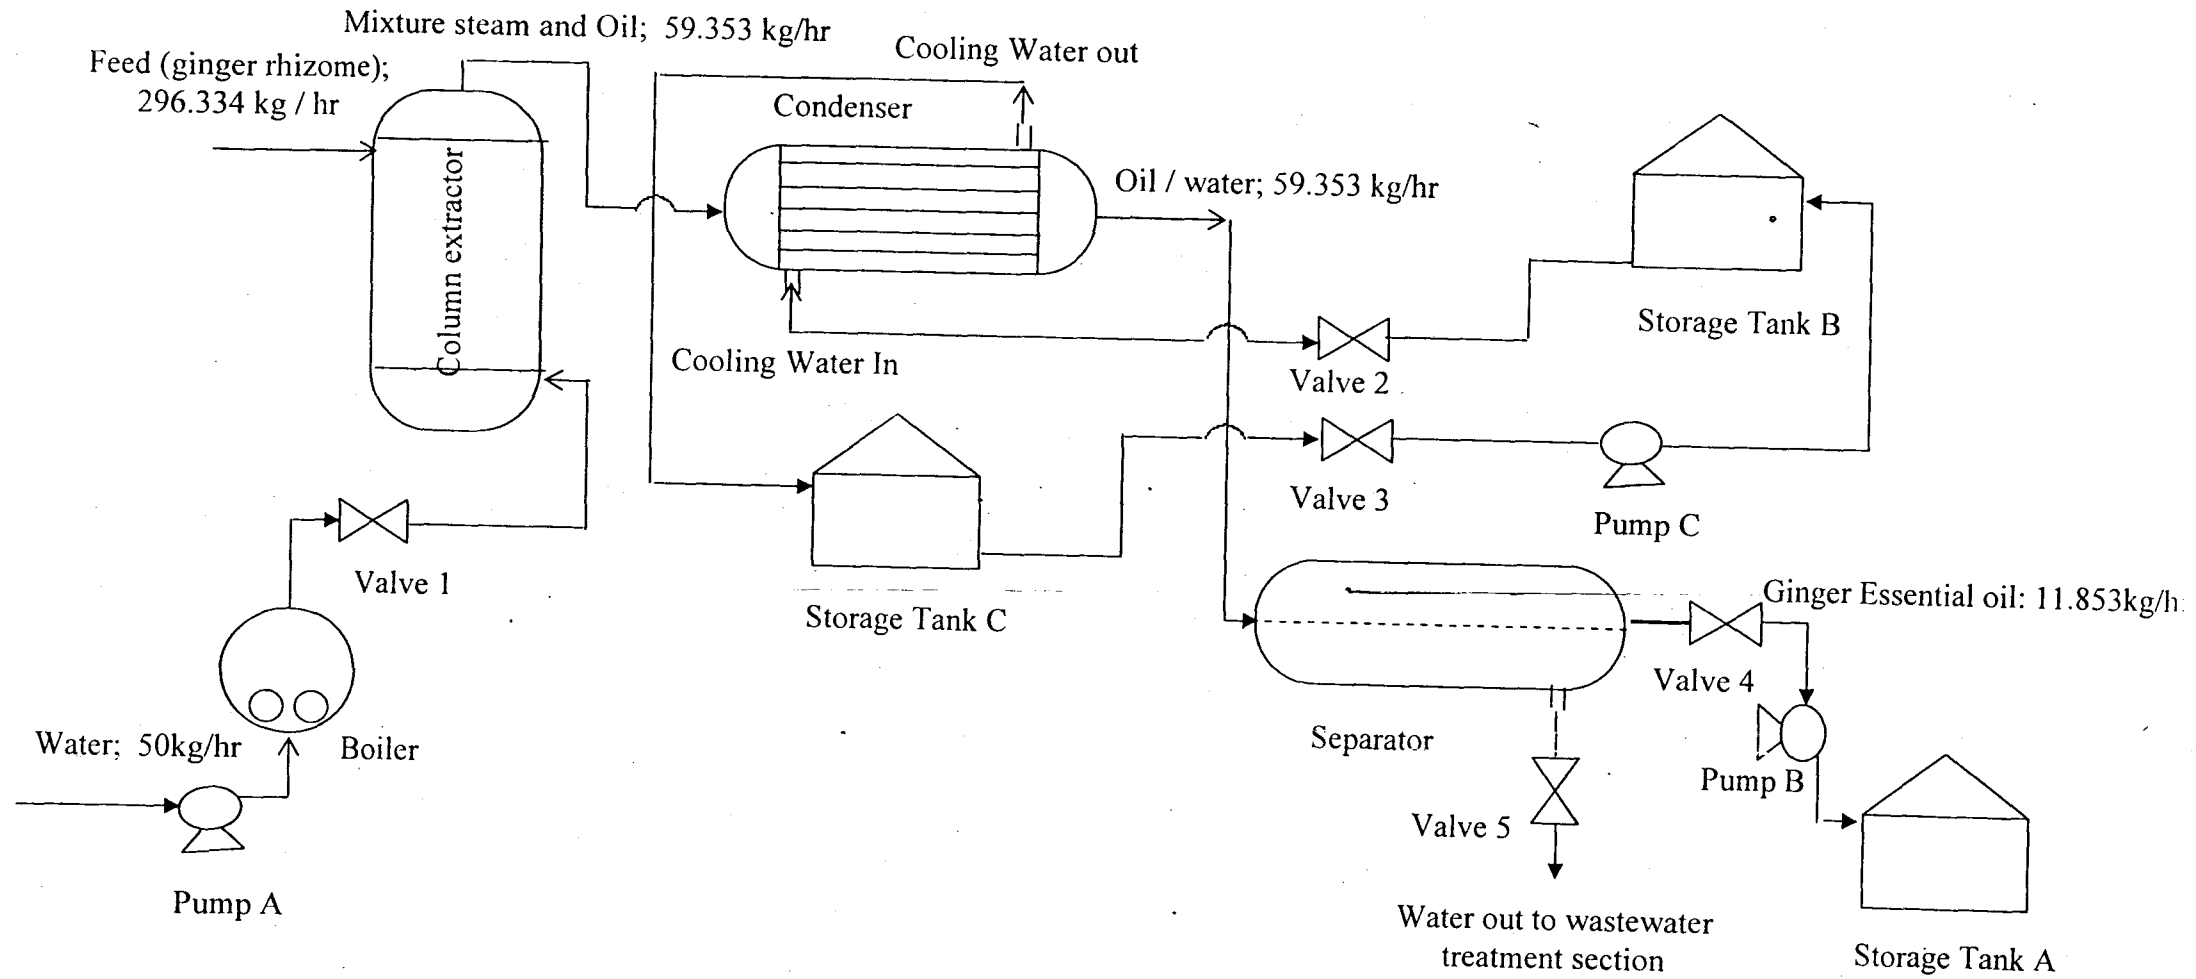 Mixture steam and Oil; 59.353 kg/hr
Feed (ginger rhizome);
296.334 kg / hr
Cooling Water out
Condenser
Column extractor
Oil / water; 59.353 kg/hr
Storage Tank B
Cooling Water In
Valve 2
Valve 3
Pump C
Valve 1
Storage Tank C
Ginger Essential oil: 11.853kg/h
Valve 4
Water; 50kg/hr
Boiler
Separator
Pump B
Valve 5
Pump A
Water out to wastewater
treatment section
Storage Tank A